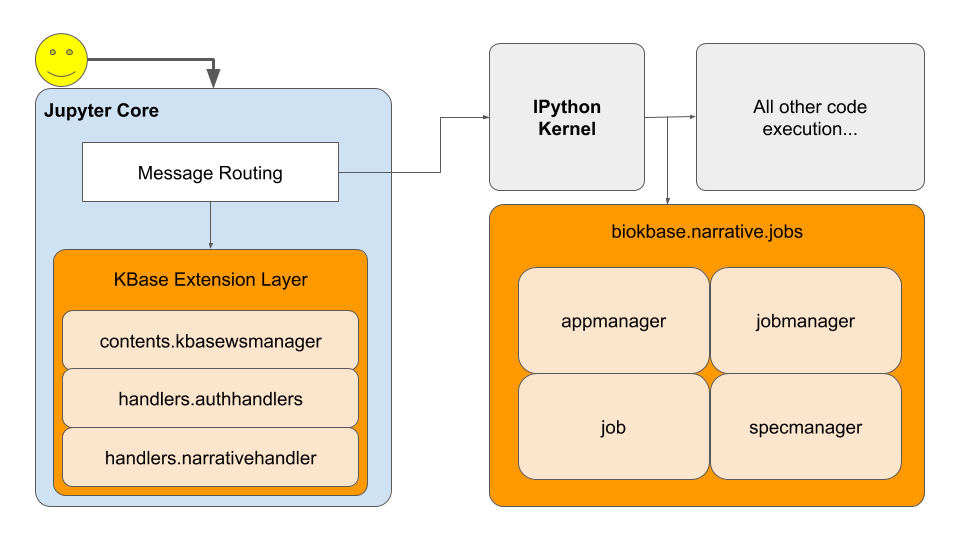 Jupyter Core
Message Routing
KBase Extension Layer
contents.kbasewsmanager
handlers.authhandlers
handlers.narrativehandler
IPython
Kernel
All other code
execution...
biokbase.narrative.jobs
appmanager
jobmanager
job
specmanager